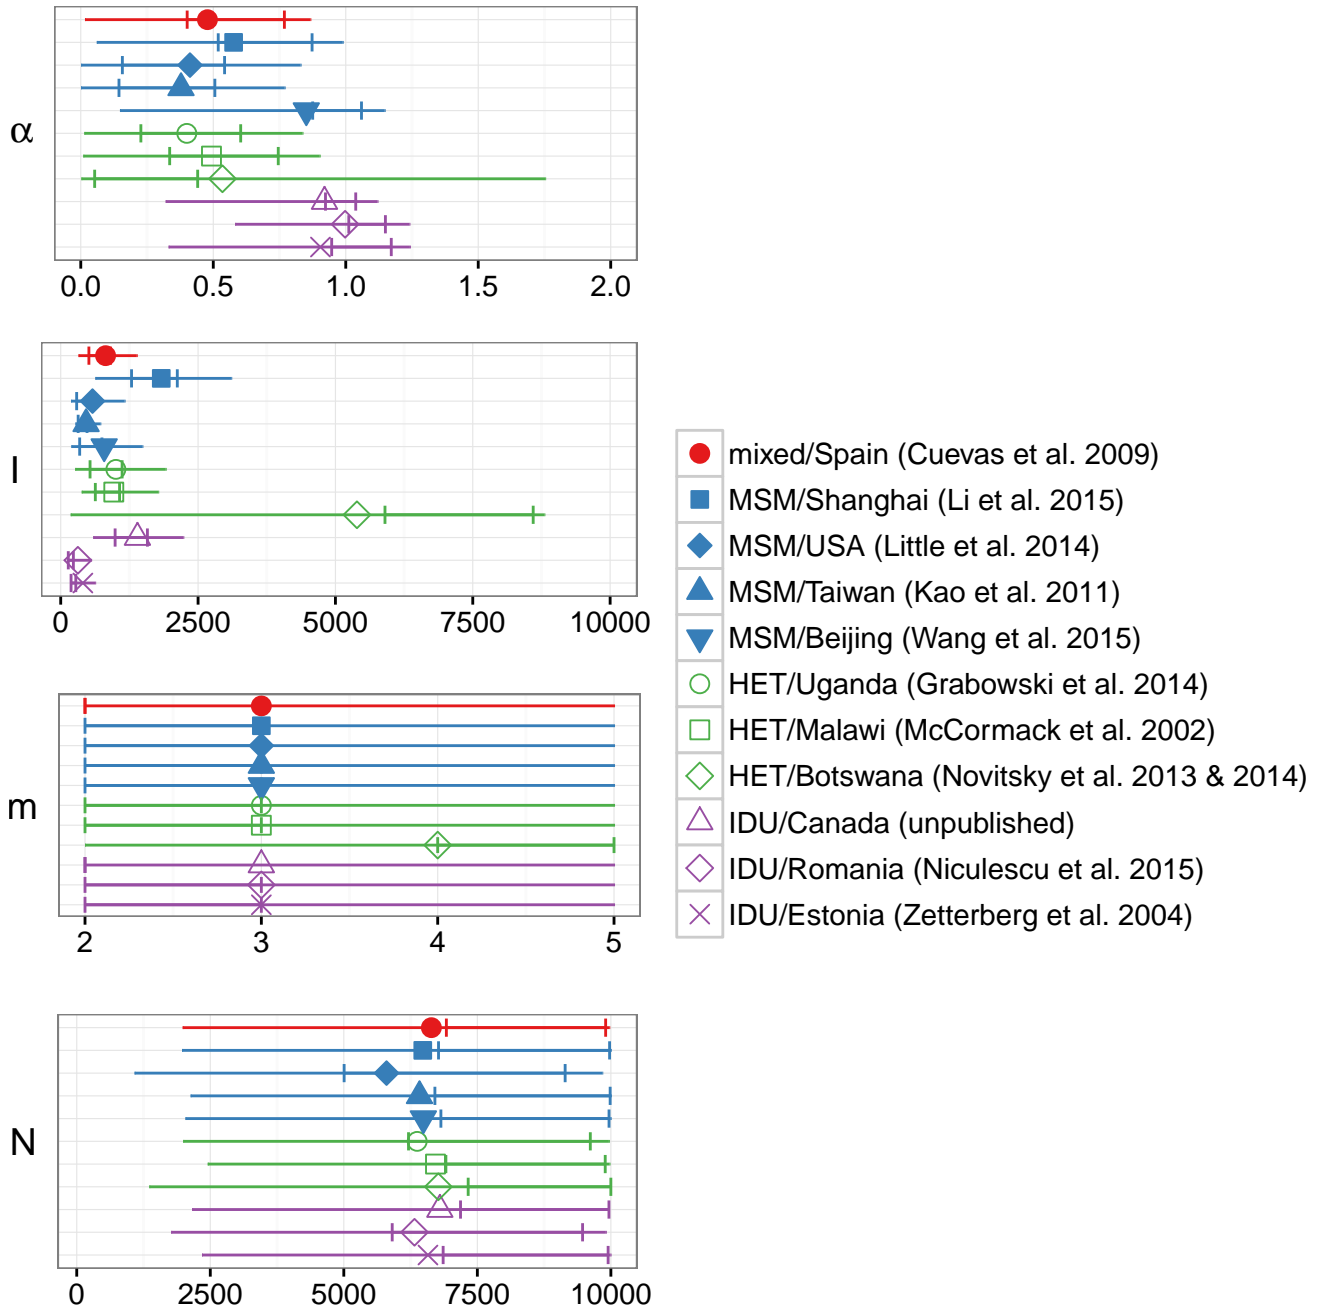 α
0.0 0.5 1.0 1.5 2.0
I
0 2500 5000 7500 10000
mixed/Spain (Cuevas et al. 2009)
MSM/Shanghai (Li et al. 2015)
MSM/USA (Little et al. 2014)
MSM/Taiwan (Kao et al. 2011)
MSM/Beijing (Wang et al. 2015)
HET/Uganda (Grabowski et al. 2014)
HET/Malawi (McCormack et al. 2002)
HET/Botswana (Novitsky et al. 2013 & 2014)
IDU/Canada (unpublished)
IDU/Romania (Niculescu et al. 2015)
IDU/Estonia (Zetterberg et al. 2004)
m
2 3 4 5
N
0 2500 5000 7500 10000